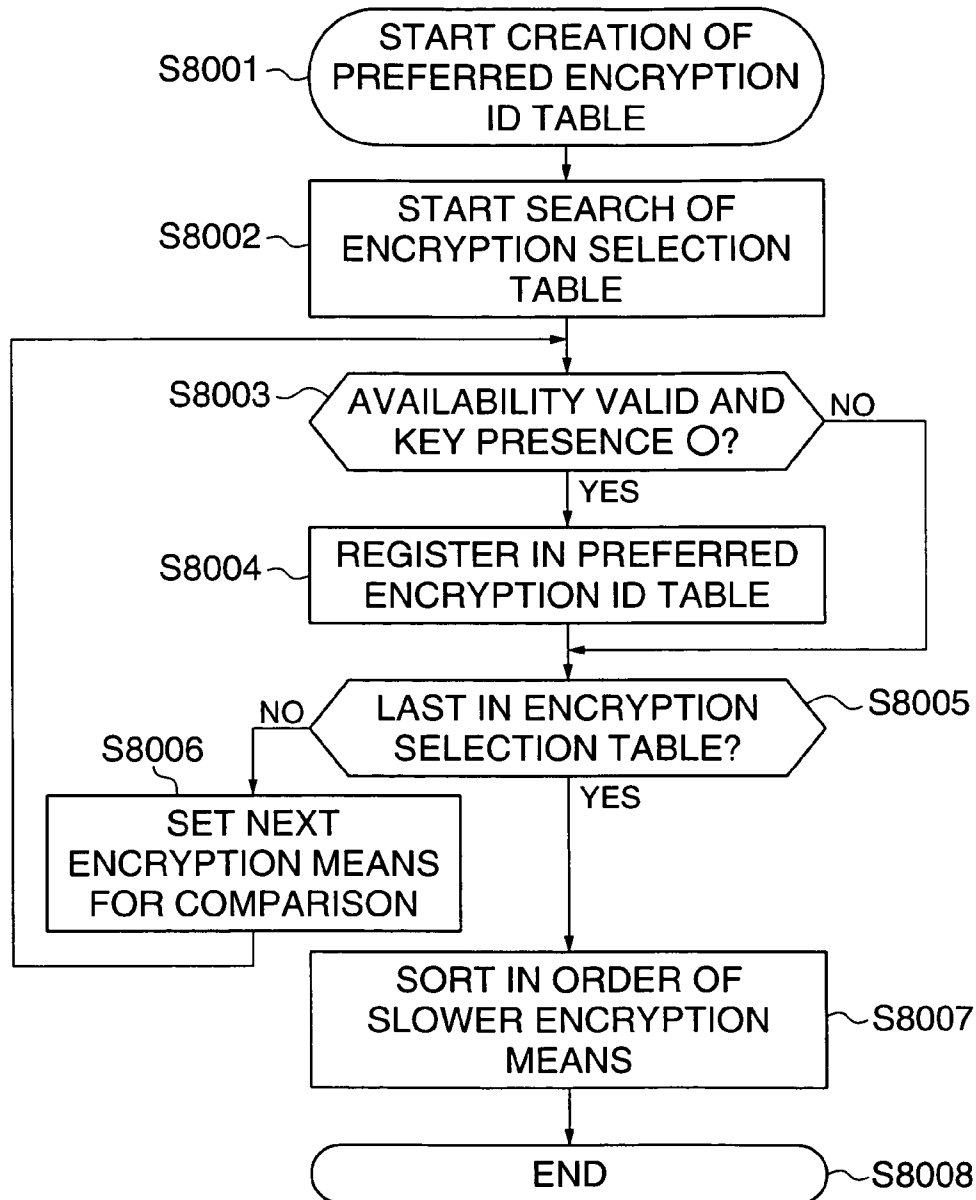 S8001
START CREATION OF
PREFERRED ENCRYPTION
ID TABLE
S8002
START SEARCH OF
ENCRYPTION SELECTION
TABLE
S8003
AVAILABILITY VALID AND
KEY PRESENCE ○?
NO
YES
S8004
REGISTER IN PREFERRED
ENCRYPTION ID TABLE
S8005
LAST IN ENCRYPTION
SELECTION TABLE?
NO
YES
S8006
SET NEXT
ENCRYPTION MEANS
FOR COMPARISON
SORT IN ORDER OF
SLOWER ENCRYPTION
MEANS
S8007
END
S8008